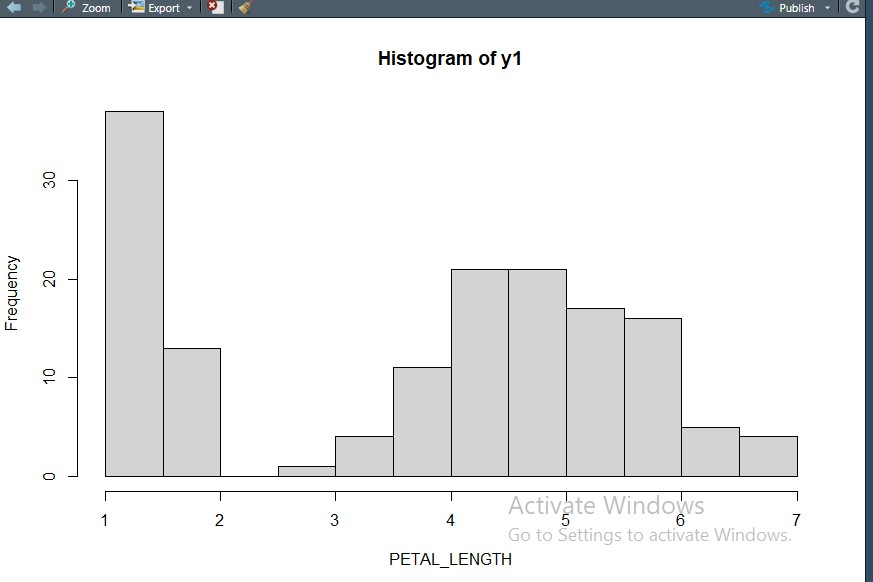 Zoom Export Publish
Histogram of y1
Frequency
30
20
10
0
1 2 3 4 5 6 7
PETAL_LENGTH
Activate Windows
Go to Settings to activate Windows.